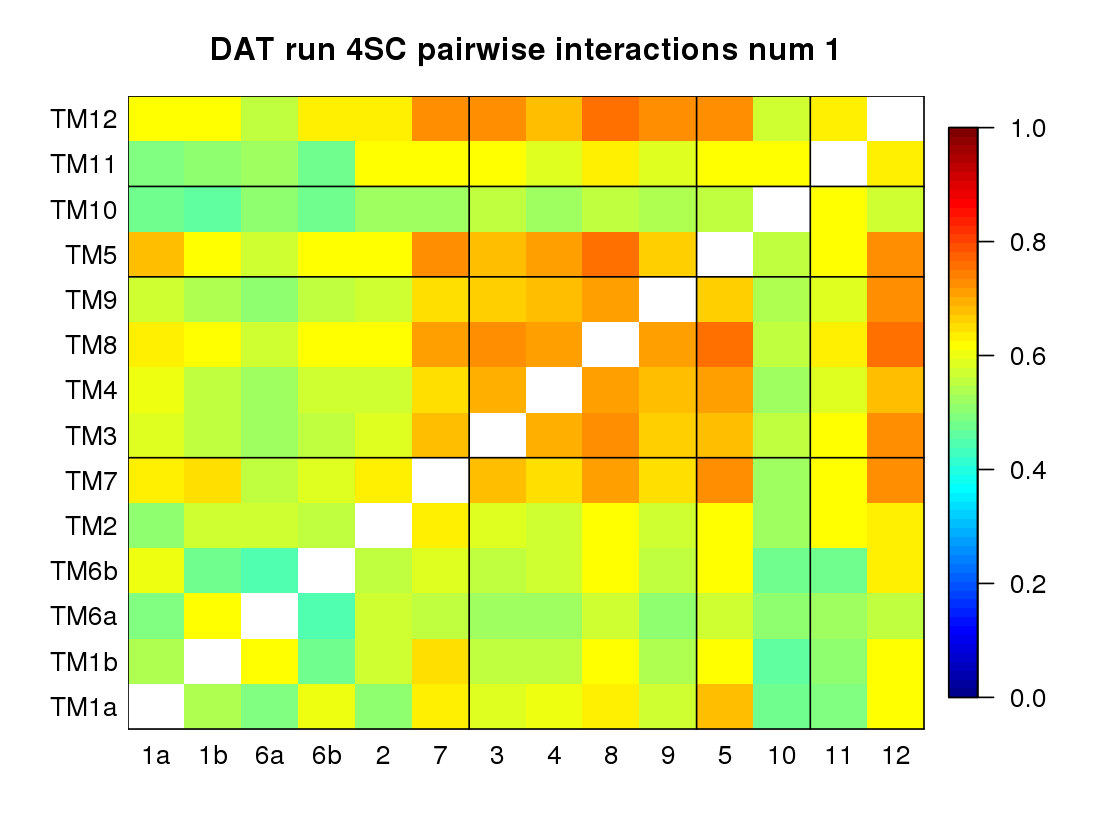 DAT run 4SC pairwise interactions num 1
TM12
TM11
TM10
TM5
TM9
TM8
TM4
TM3
TM7
TM2
TM6b
TM6a
TM1b
TM1a
1a 1b 6a 6b 2 7 3 4 8 9 5 10 11 12
1.0
0.8
0.6
0.4
0.2
0.0